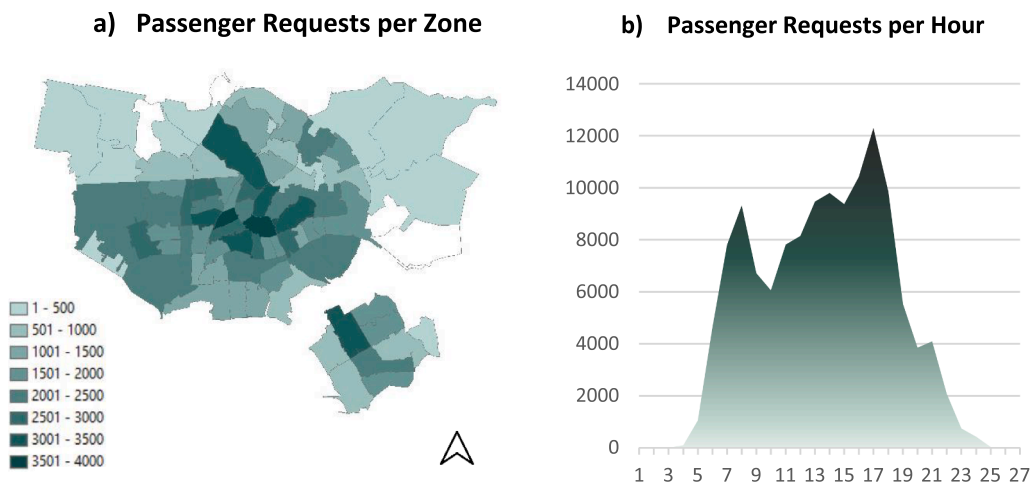 a) Passenger Requests per Zone
1 - 500
501 - 1000
1001 - 1500
1501 - 2000
2001 - 2500
2501 - 3000
3001 - 3500
3501 - 4000
b) Passenger Requests per Hour
14000
12000
10000
8000
6000
4000
2000
0
1 3 5 7 9 11 13 15 17 19 21 23 25 27